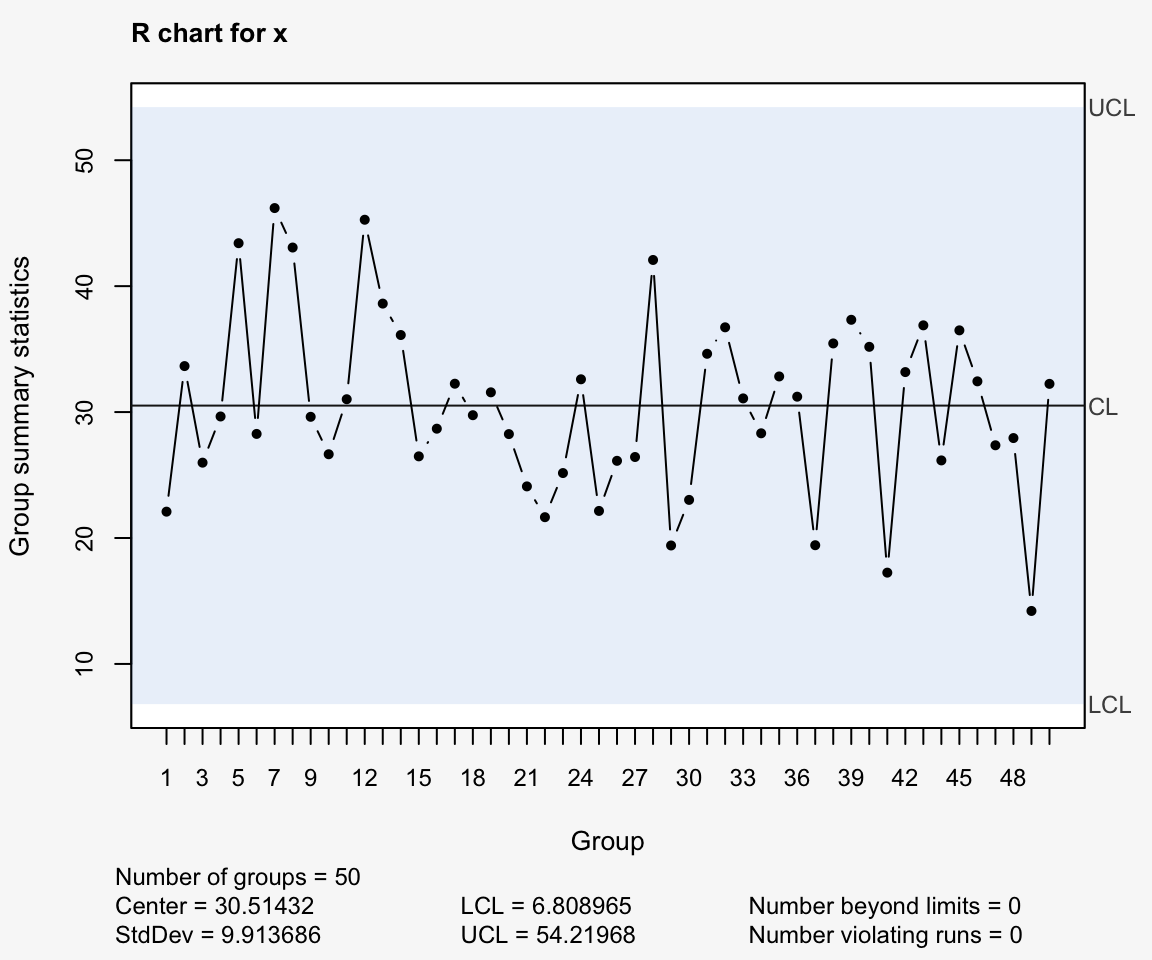 R chart for x
UCL
CL
LCL
Group summary statistics
50
40
30
20
10
1 3 5 7 9 12 15 18 21 24 27 30 33 36 39 42 45 48
Group
Number of groups = 50
Center = 30.51432 LCL = 6.808965 Number beyond limits = 0
StdDev = 9.913686 UCL = 54.21968 Number violating runs = 0